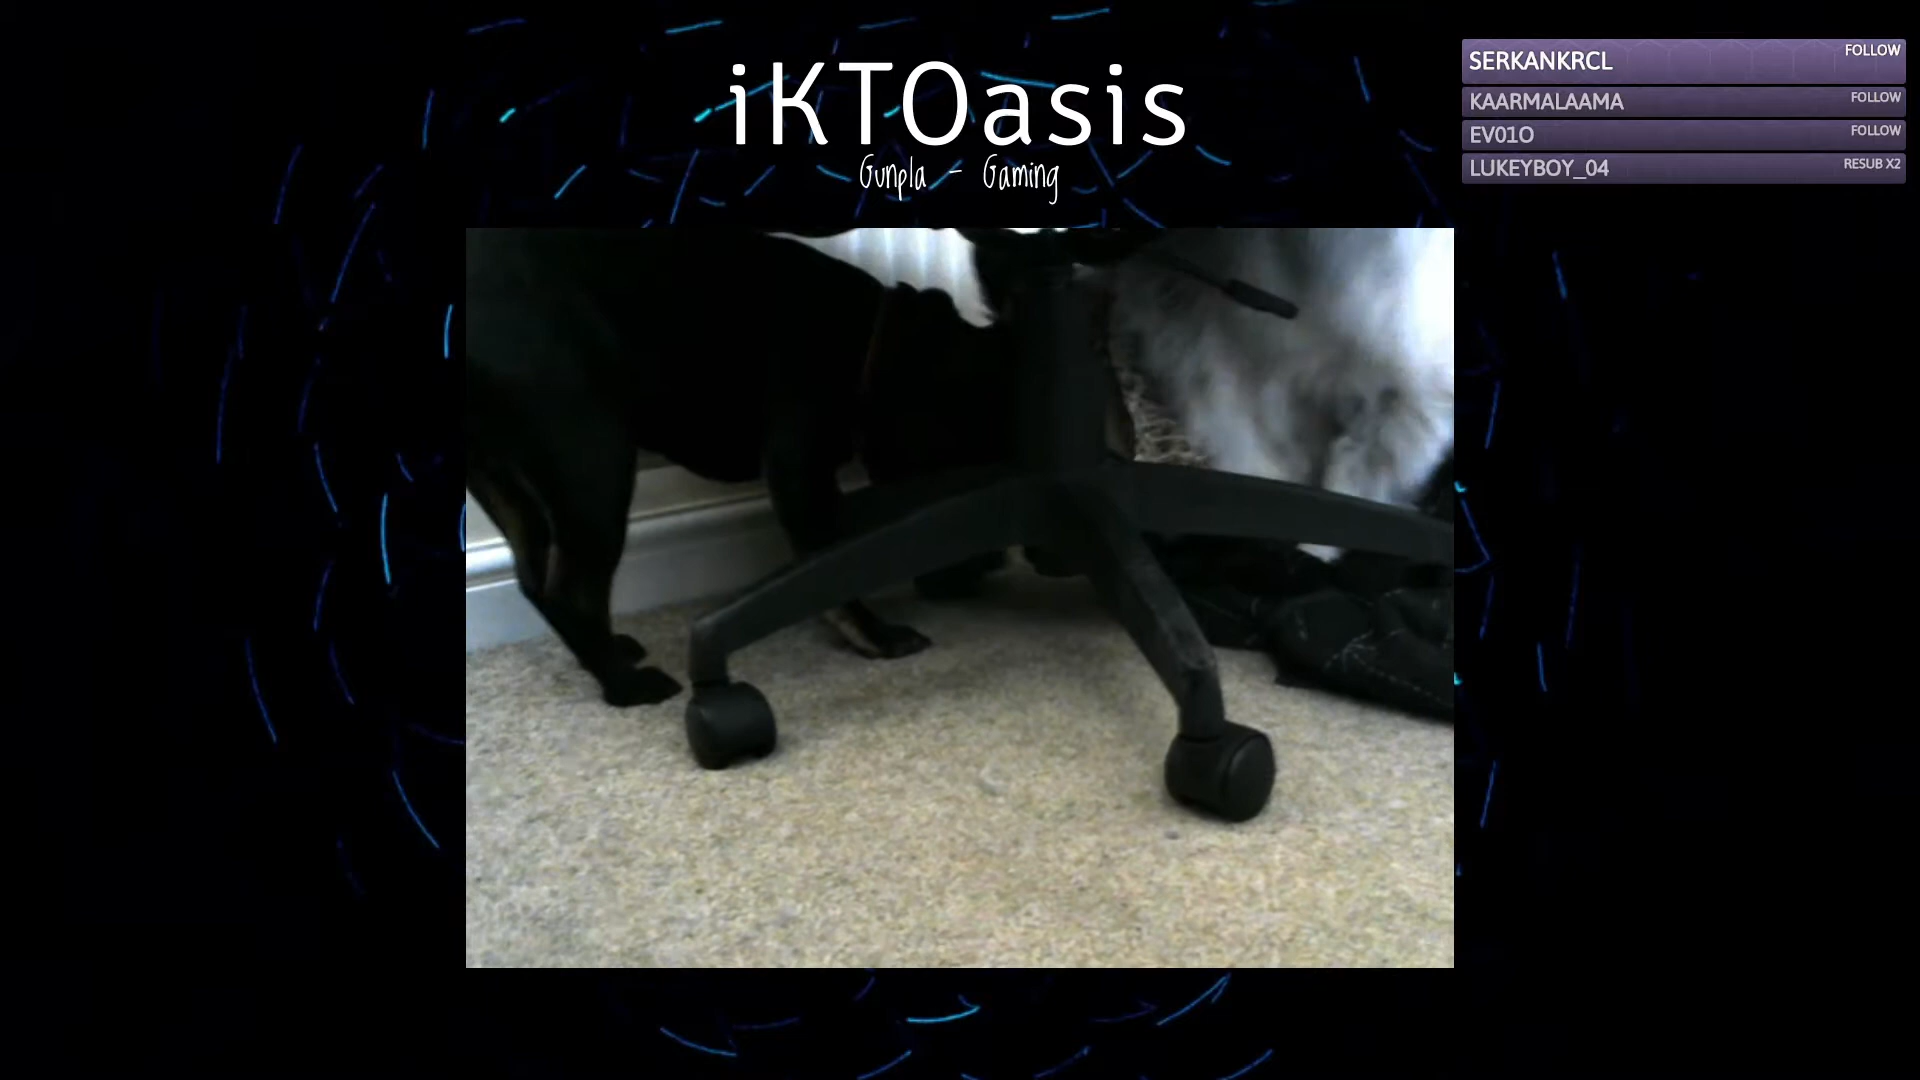 iKTOasis
Gunpla - Gaming
SERKANKRCL FOLLOW
KAARMALAAMA FOLLOW
EV01O FOLLOW
LUKEYBOY_04 RESUB X2